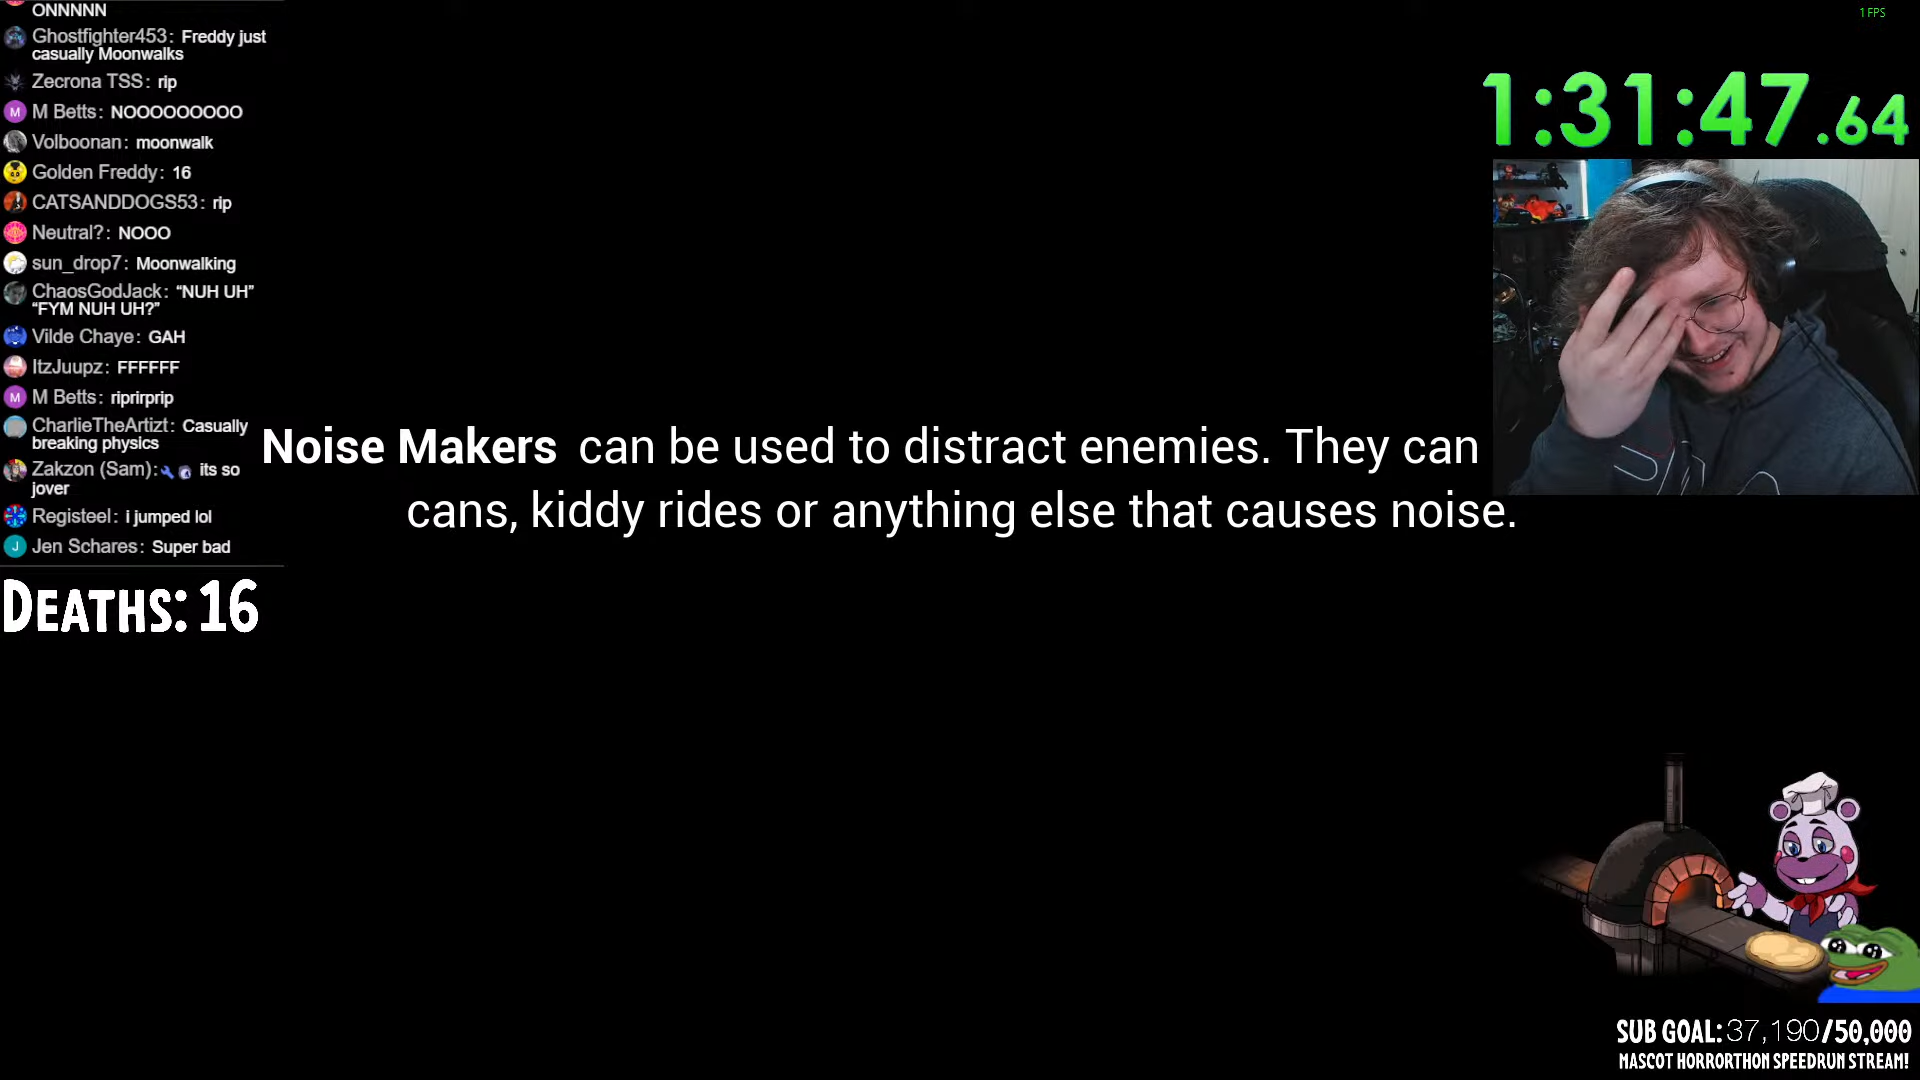 ONNNNN
Ghostfighter453: Freddy just
casually Moonwalks
Zecrona TSS: rip
M Betts: NOOOOOOOOO
Volboonan: moonwalk
Golden Freddy: 16
CATSANDDOGS53: rip
Neutral?: NOOO
sun_drop7: Moonwalking
ChaosGodJack: “NUH UH”
“FYM NUH UH?”
Vilde Chaye: GAH
ItzJuupz: FFFFFF
M Betts: riprirprip
CharlieTheArtizt: Casually
breaking physics
Zakzon (Sam): its so
jover
Registeel: i jumped lol
Jen Schares: Super bad
DEATHS: 16
Noise Makers can be used to distract enemies. They can
cans, kiddy rides or anything else that causes noise.
1 FPS
1:31:47.64
SUB GOAL: 37,190/50,000
MASCOT HORRORTHON SPEEDRUN STREAM!